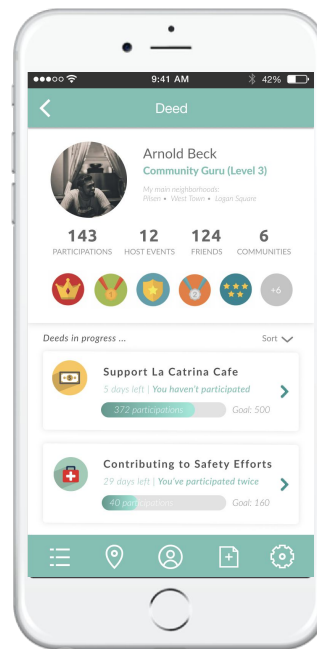 9:41 AM 42%
Deed
Arnold Beck
Community Guru (Level 3)
My main neighborhoods:
Pilsen • West Town • Logan Square
143 12 124 6
PARTICIPATIONS HOST EVENTS FRIENDS COMMUNITIES
1 2 +6
Deeds in progress ... Sort
Support La Catrina Cafe
5 days left | You haven't participated
372 participations Goal: 500
Contributing to Safety Efforts
29 days left | You've participated twice
40 participations Goal: 160